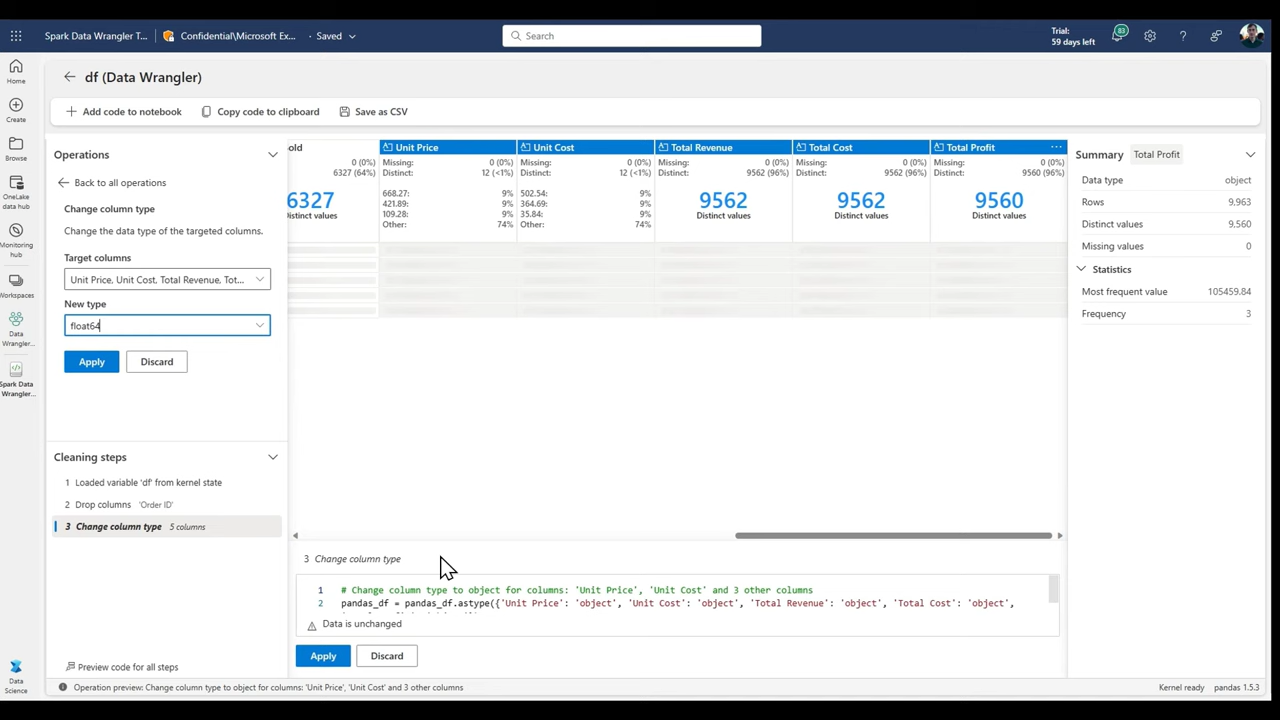 Spark Data Wrangler T...
Confidential\Microsoft Ex...
· Saved
Search
Trial:
59 days left
83
Home
Create
Browse
OneLake
data hub
Monitoring
hub
Workspaces
Data
Wrangler...
Spark Data
Wrangler...
Data
Science
df (Data Wrangler)
Add code to notebook
Copy code to clipboard
Save as CSV
Operations
Back to all operations
Change column type
Change the data type of the targeted columns.
Target columns
Unit Price, Unit Cost, Total Revenue, Tot...
New type
float64
Apply
Discard
Cleaning steps
1 Loaded variable 'df' from kernel state
2 Drop columns 'Order ID'
3 Change column type 5 columns
Preview code for all steps
old
0 (0%)
6327 (64%)
6327
Distinct values
Unit Price
Missing: 0 (0%)
Distinct: 12 (<1%)
668.27: 9%
421.89: 9%
109.28: 9%
Other: 74%
Unit Cost
Missing: 0 (0%)
Distinct: 12 (<1%)
502.54: 9%
364.69: 9%
35.84: 9%
Other: 74%
Total Revenue
Missing: 0 (0%)
Distinct: 9562 (96%)
9562
Distinct values
Total Cost
Missing: 0 (0%)
Distinct: 9562 (96%)
9562
Distinct values
Total Profit ...
Missing: 0 (0%)
Distinct: 9560 (96%)
9560
Distinct values
3 Change column type
1 # Change column type to object for columns: 'Unit Price', 'Unit Cost' and 3 other columns
2 pandas_df = pandas_df.astype({'Unit Price': 'object', 'Unit Cost': 'object', 'Total Revenue': 'object', 'Total Cost': 'object',
Data is unchanged
Apply
Discard
Summary Total Profit
Data type object
Rows 9,963
Distinct values 9,560
Missing values 0
Statistics
Most frequent value 105459.84
Frequency 3
Operation preview: Change column type to object for columns: 'Unit Price', 'Unit Cost' and 3 other columns
Kernel ready
pandas 1.5.3